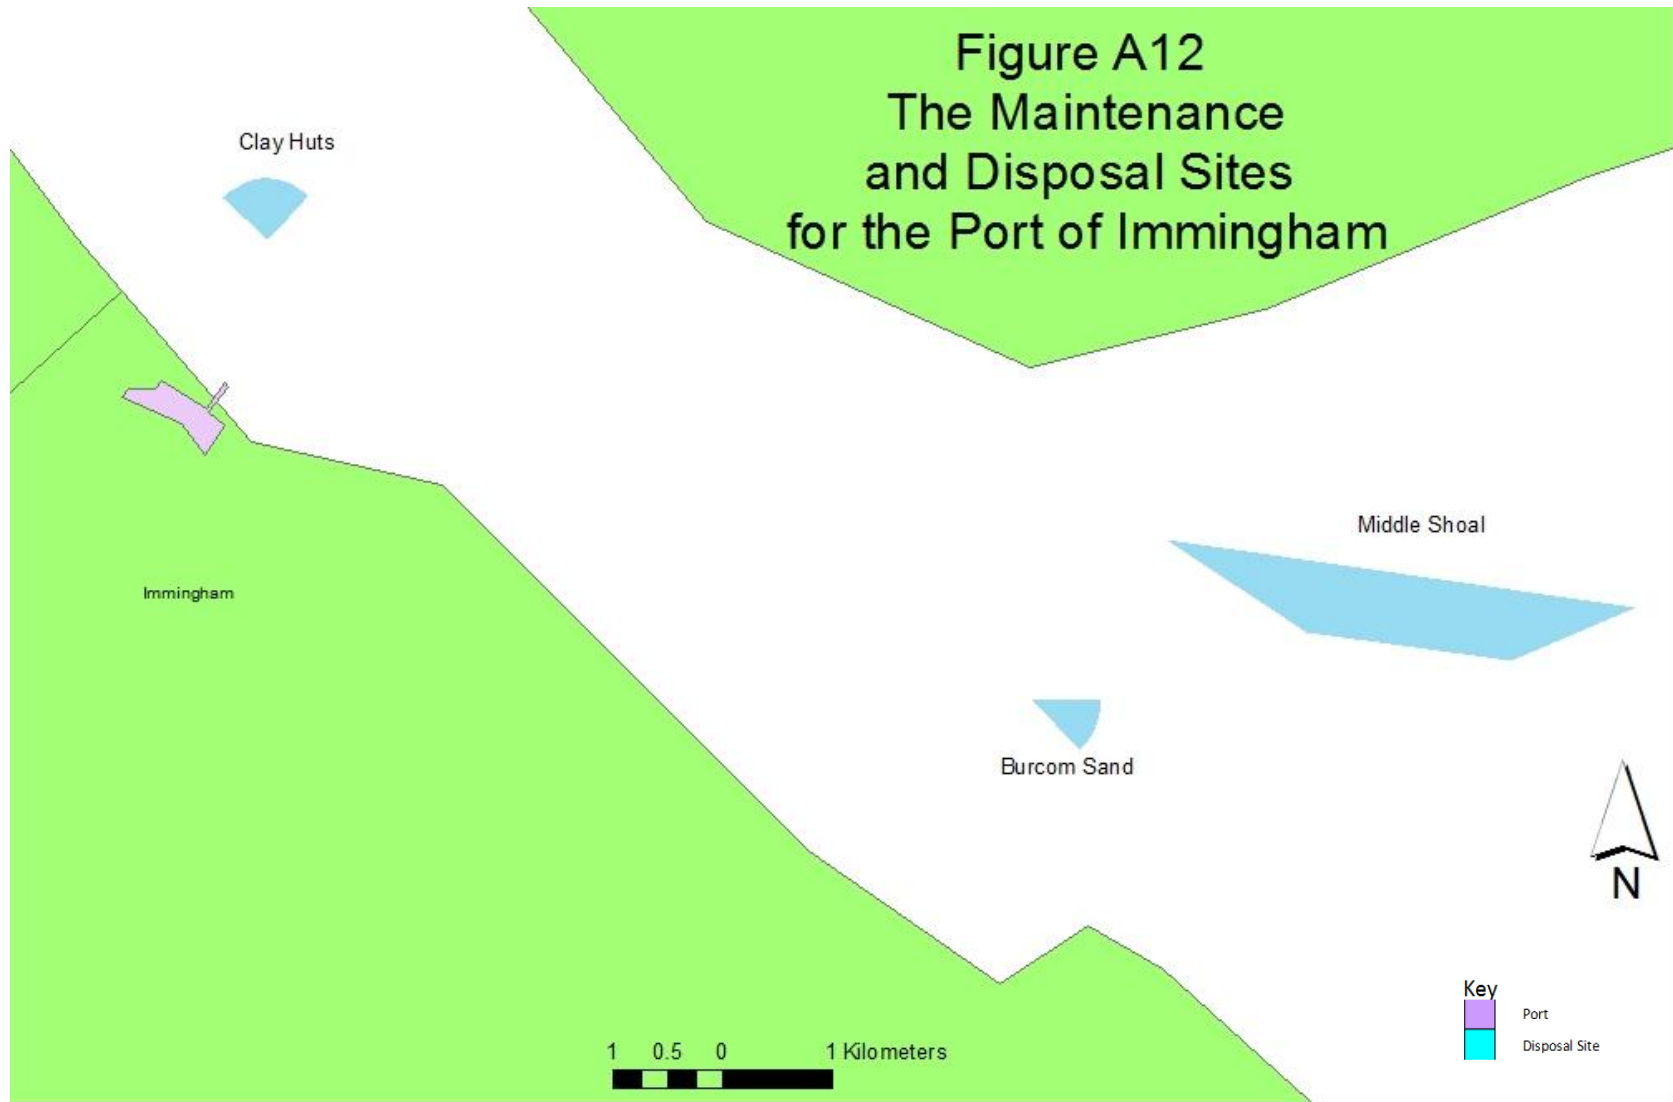 Figure A12
The Maintenance
and Disposal Sites
for the Port of Immingham
Clay Huts
Middle Shoal
Immingham
Burcom Sand
N
Key
Port
Disposal Site
1 0.5 0 1 Kilometers